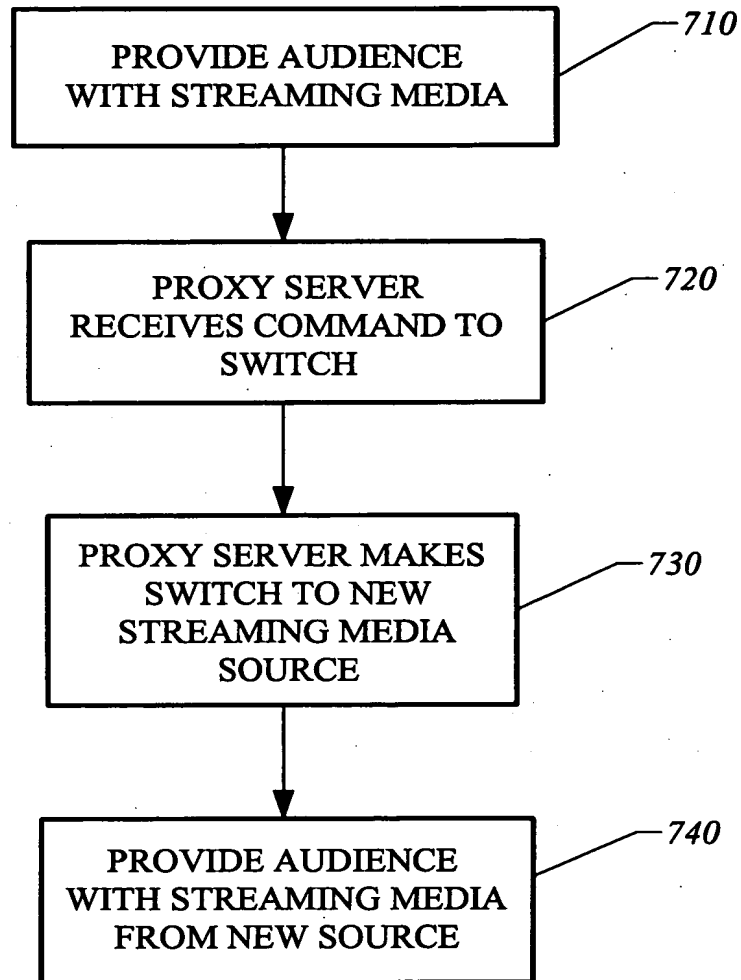 710
PROVIDE AUDIENCE
WITH STREAMING MEDIA
720
PROXY SERVER
RECEIVES COMMAND TO
SWITCH
730
PROXY SERVER MAKES
SWITCH TO NEW
STREAMING MEDIA
SOURCE
740
PROVIDE AUDIENCE
WITH STREAMING MEDIA
FROM NEW SOURCE